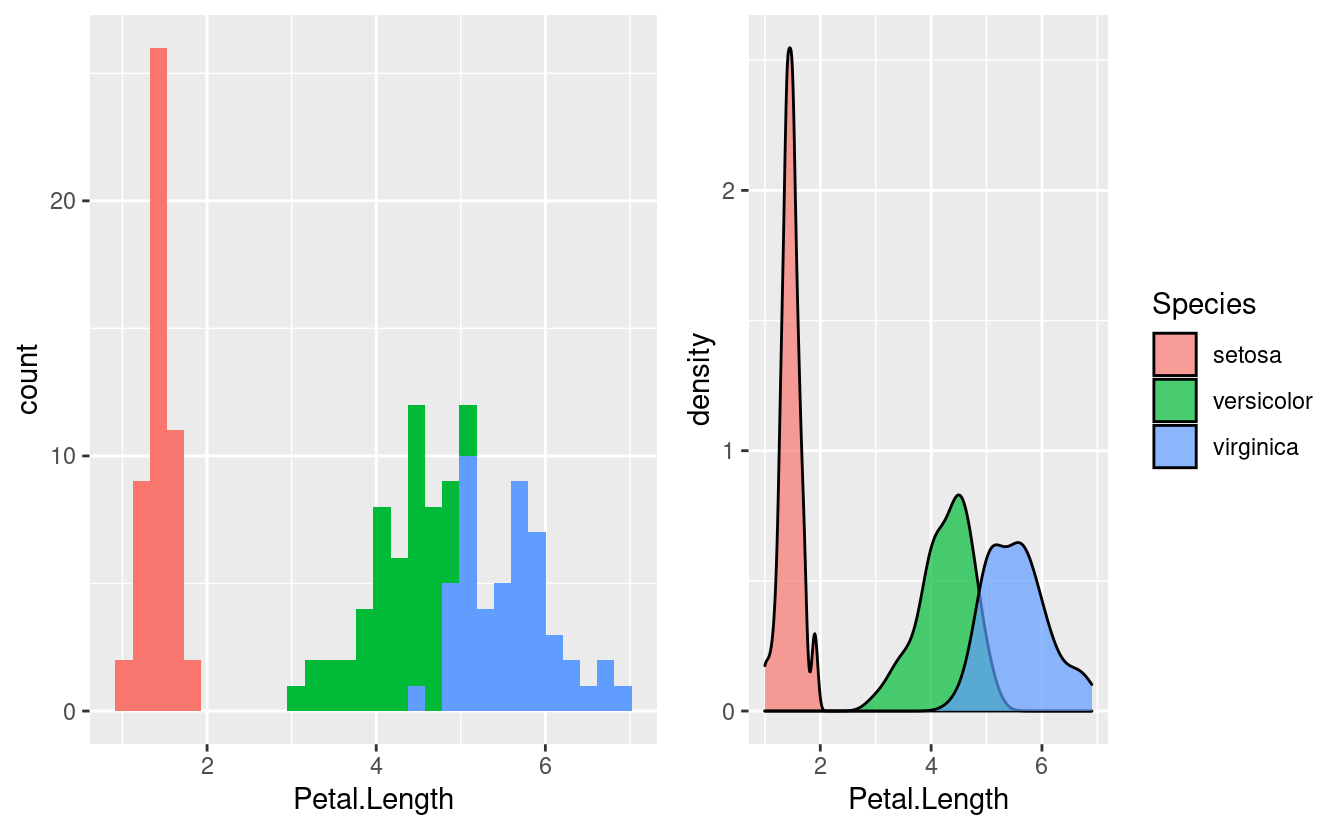 count
20
10
0
2 4 6
Petal.Length
density
2
1
0
2 4 6
Petal.Length
Species
setosa
versicolor
virginica